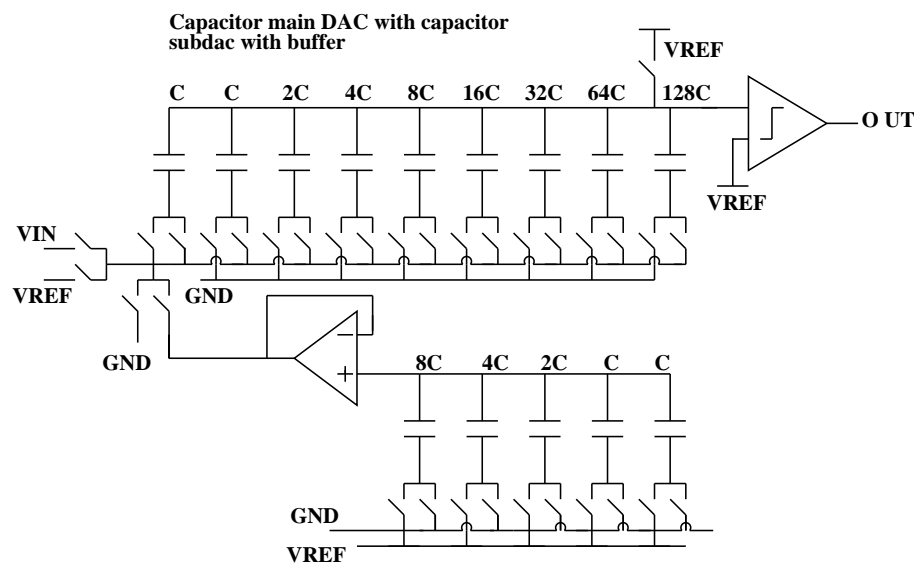 Capacitor main DAC with capacitor
subdac with buffer
VREF
C C 2C 4C 8C 16C 32C 64C 128C
O UT
VREF
VIN
VREF
GND
GND
8C 4C 2C C C
GND
VREF